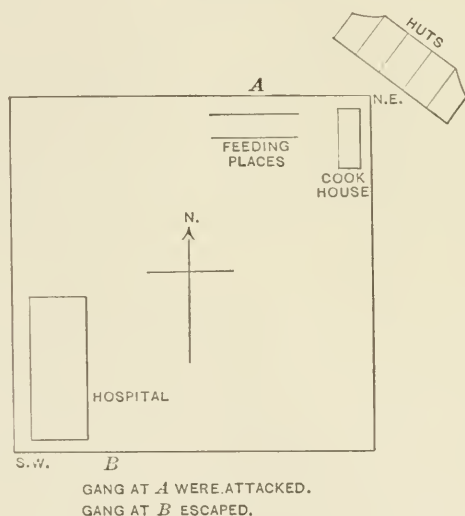 HUTS
A
N.E.
FEEDING
PLACES
COOK
HOUSE
N.
HOSPITAL
S.W.
B
GANG AT A WERE ATTACKED.
GANG AT B ESCAPED.